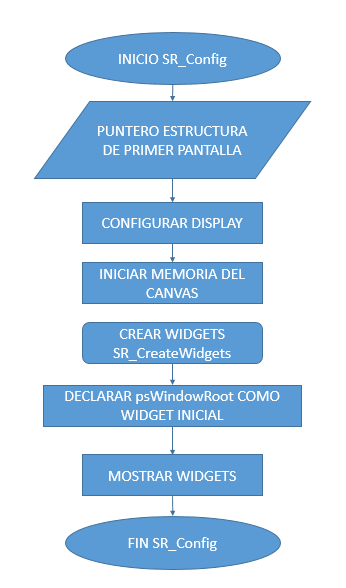 INICIO SR_Config
PUNTERO ESTRUCTURA
DE PRIMER PANTALLA
CONFIGURAR DISPLAY
INICIAR MEMORIA DEL
CANVAS
CREAR WIDGETS
SR_CreateWidgets
DECLARAR psWindowRoot COMO
WIDGET INICIAL
MOSTRAR WIDGETS
FIN SR_Config